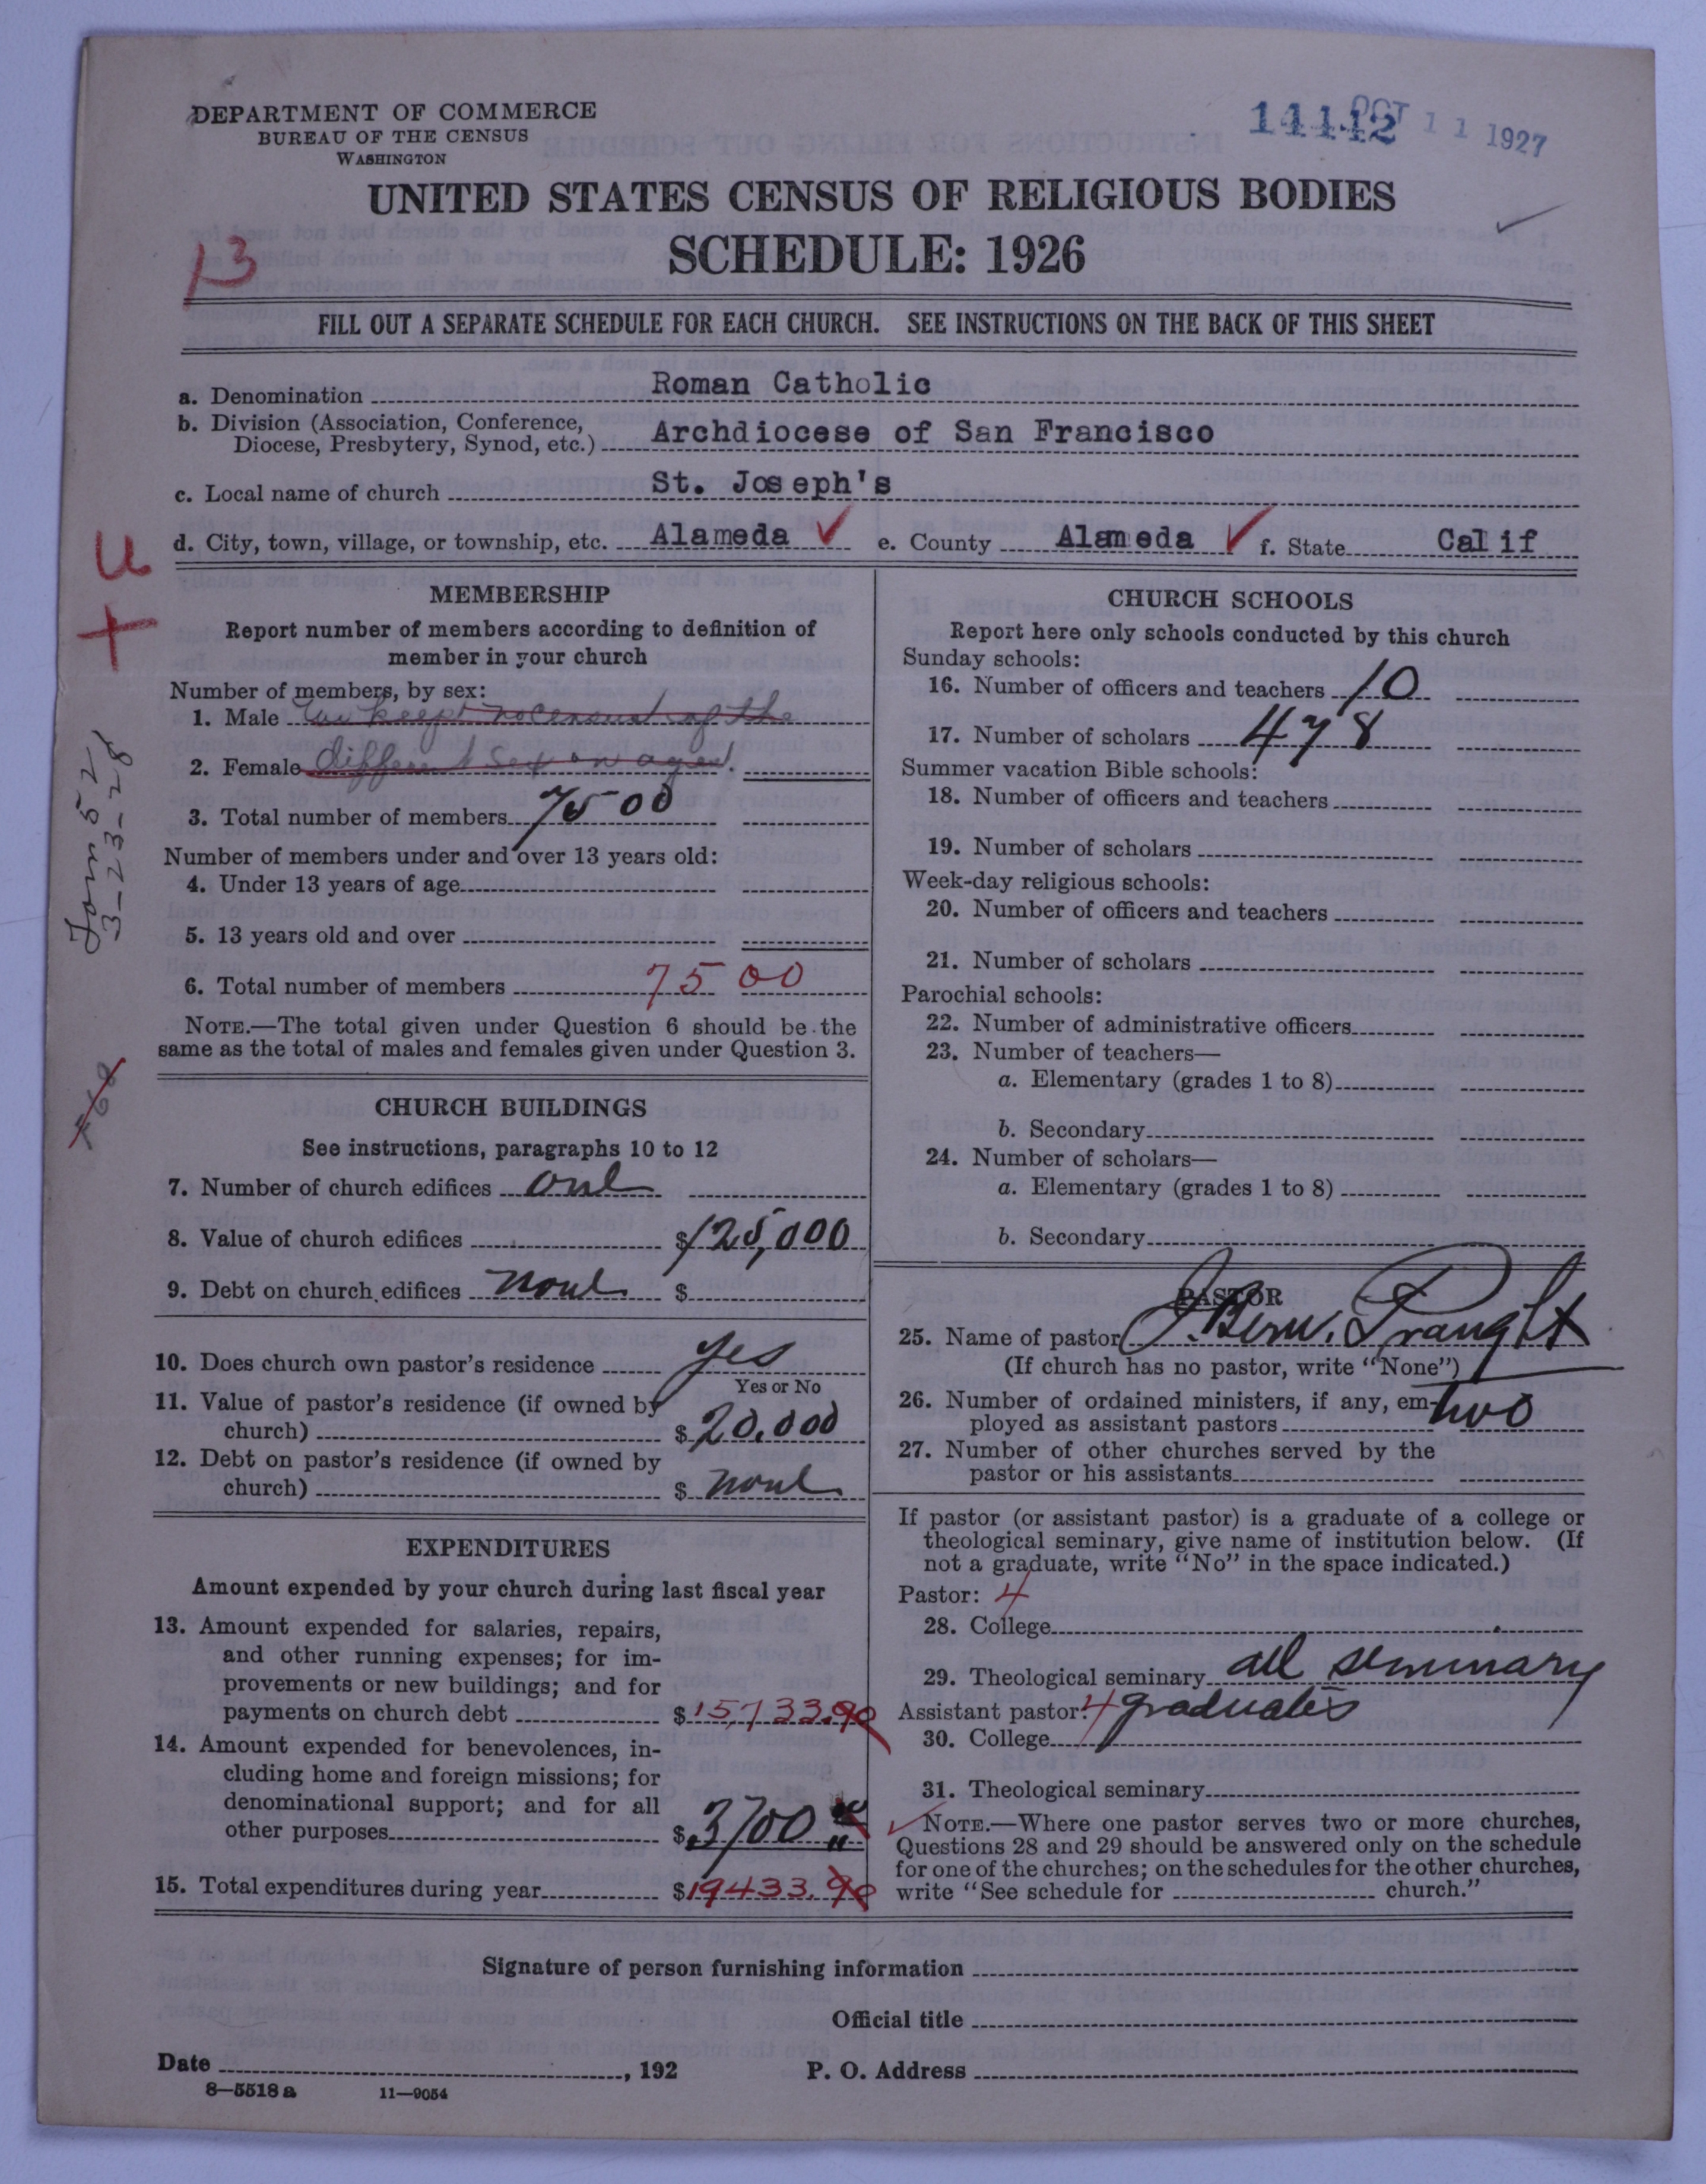 DEPARTMENT OF COMMERCE
BUREAU OF THE CENSUS
WASHINGTON
14442 OCT 11 1927
UNITED STATES CENSUS OF RELIGIOUS BODIES
SCHEDULE: 1926
13
FILL OUT A SEPARATE SCHEDULE FOR EACH CHURCH. SEE INSTRUCTIONS ON THE BACK OF THIS SHEET
a. Denomination Roman Catholic
b. Division (Association, Conference,
Diocese, Presbytery, Synod, etc.) Archdiocese of San Francisco
c. Local name of church St. Joseph's
d. City, town, village, or township, etc. Alameda e. County Alameda f. State Calif
U
+
Form 52
3-23-28
MEMBERSHIP
Report number of members according to definition of
member in your church
Number of members, by sex:
1. Male We keep no census of the
2. Female different sex or ages.
3. Total number of members 7500
Number of members under and over 13 years old:
4. Under 13 years of age
5. 13 years old and over
6. Total number of members 7500
NOTE.—The total given under Question 6 should be the
same as the total of males and females given under Question 3.
CHURCH BUILDINGS
See instructions, paragraphs 10 to 12
7. Number of church edifices one
8. Value of church edifices $125,000
9. Debt on church edifices none $
10. Does church own pastor's residence yes
Yes or No
11. Value of pastor's residence (if owned by
church) $20.000
12. Debt on pastor's residence (if owned by
church) $ none
EXPENDITURES
Amount expended by your church during last fiscal year
13. Amount expended for salaries, repairs,
and other running expenses; for im-
provements or new buildings; and for
payments on church debt $15,733.90
14. Amount expended for benevolences, in-
cluding home and foreign missions; for
denominational support; and for all
other purposes $3700
15. Total expenditures during year $19433.90
CHURCH SCHOOLS
Report here only schools conducted by this church
Sunday schools:
16. Number of officers and teachers 10
17. Number of scholars 478
Summer vacation Bible schools:
18. Number of officers and teachers
19. Number of scholars
Week-day religious schools:
20. Number of officers and teachers
21. Number of scholars
Parochial schools:
22. Number of administrative officers
23. Number of teachers—
a. Elementary (grades 1 to 8)
b. Secondary
24. Number of scholars—
a. Elementary (grades 1 to 8)
b. Secondary
PASTOR
25. Name of pastor J. Bern. Praught
(If church has no pastor, write "None")
26. Number of ordained ministers, if any, em-
ployed as assistant pastors two
27. Number of other churches served by the
pastor or his assistants
If pastor (or assistant pastor) is a graduate of a college or
theological seminary, give name of institution below. (If
not a graduate, write "No" in the space indicated.)
Pastor: 4
28. College
29. Theological seminary all seminary
Assistant pastor: 4 graduates
30. College
31. Theological seminary
NOTE.—Where one pastor serves two or more churches,
Questions 28 and 29 should be answered only on the schedule
for one of the churches; on the schedules for the other churches,
write "See schedule for church."
Signature of person furnishing information
Official title
Date , 192 P. O. Address
8—5518 a 11—9054